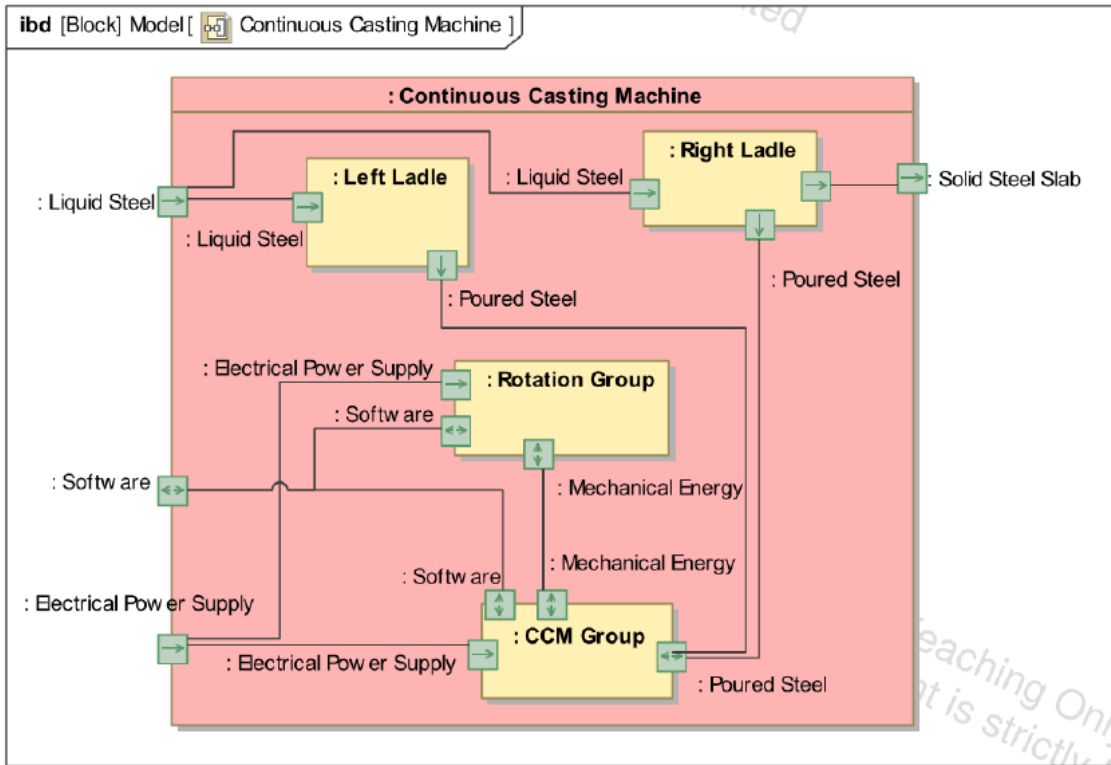 ibd [Block] Model [ Continuous Casting Machine ]
: Continuous Casting Machine
: Right Ladle
: Left Ladle
: Liquid Steel
: Solid Steel Slab
: Liquid Steel
: Liquid Steel
: Poured Steel
: Poured Steel
: Electrical Power Supply
: Rotation Group
: Software
: Software
: Mechanical Energy
: Mechanical Energy
: Software
: Electrical Power Supply
: CCM Group
: Electrical Power Supply
: Poured Steel
is strictly